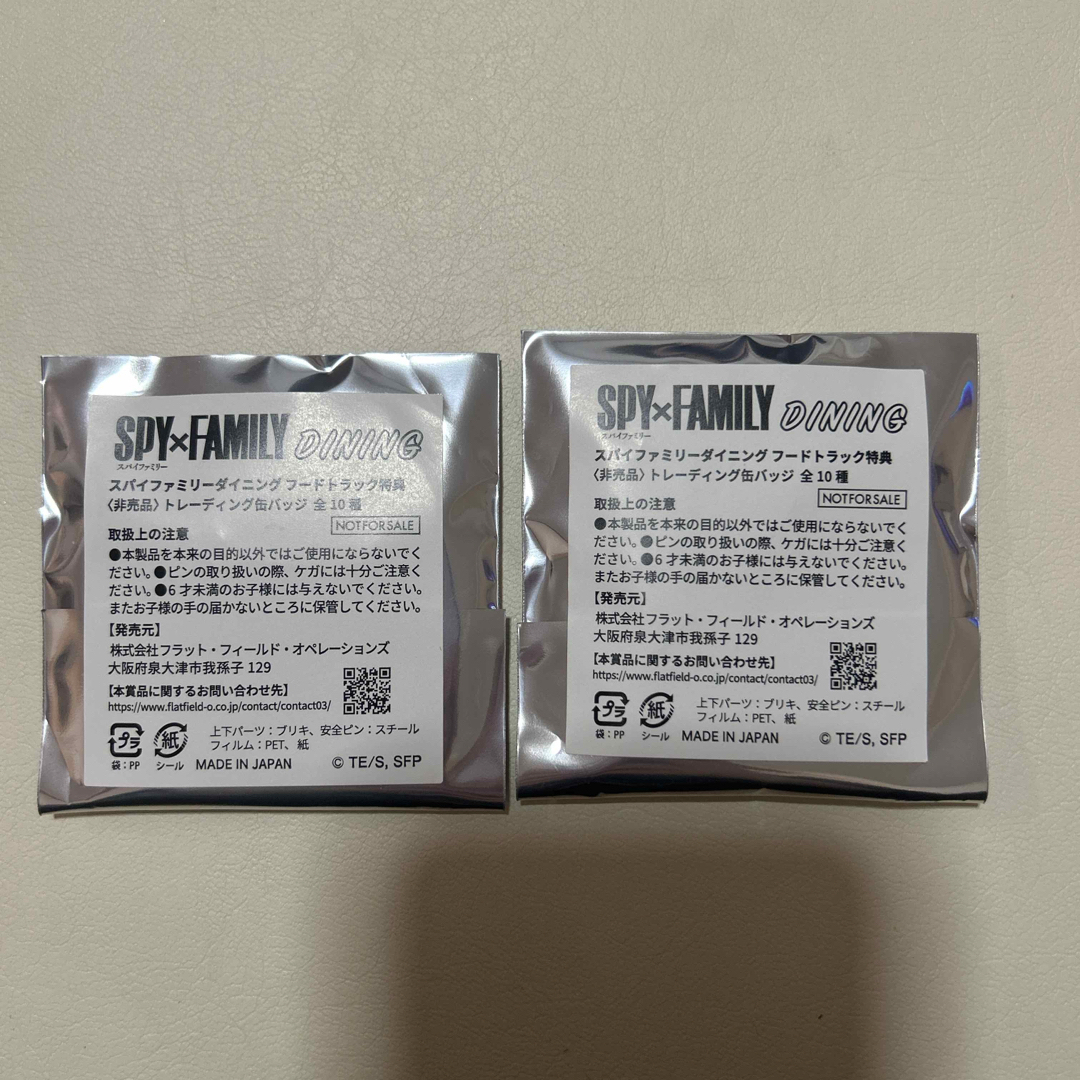 SPY×FAMILY DINING
スパイファミリー
スパイファミリーダイニング フードトラック特典
〈非売品〉トレーディング缶バッジ 全10種
NOT FOR SALE
取扱上の注意
●本製品を本来の目的以外ではご使用にならないでく
ださい。●ピンの取り扱いの際、ケガには十分ご注意く
ださい。●6才未満のお子様には与えないでください。
またお子様の手の届かないところに保管してください。
【発売元】
株式会社フラット・フィールド・オペレーションズ
大阪府泉大津市我孫子129
【本賞品に関するお問い合わせ先】
https://www.flatfield-o.co.jp/contact/contact03/
プラ
紙
上下パーツ：ブリキ、安全ピン：スチール
フィルム：PET、紙
袋：PP シール MADE IN JAPAN © TE/S, SFP
SPY×FAMILY DINING
スパイファミリー
スパイファミリーダイニング フードトラック特典
〈非売品〉トレーディング缶バッジ 全10種
NOT FOR SALE
取扱上の注意
●本製品を本来の目的以外ではご使用にならないでく
ださい。●ピンの取り扱いの際、ケガには十分ご注意く
ださい。●6才未満のお子様には与えないでください。
またお子様の手の届かないところに保管してください。
【発売元】
株式会社フラット・フィールド・オペレーションズ
大阪府泉大津市我孫子129
【本賞品に関するお問い合わせ先】
https://www.flatfield-o.co.jp/contact/contact03/
プラ
紙
上下パーツ：ブリキ、安全ピン：スチール
フィルム：PET、紙
袋：PP シール MADE IN JAPAN © TE/S, SFP